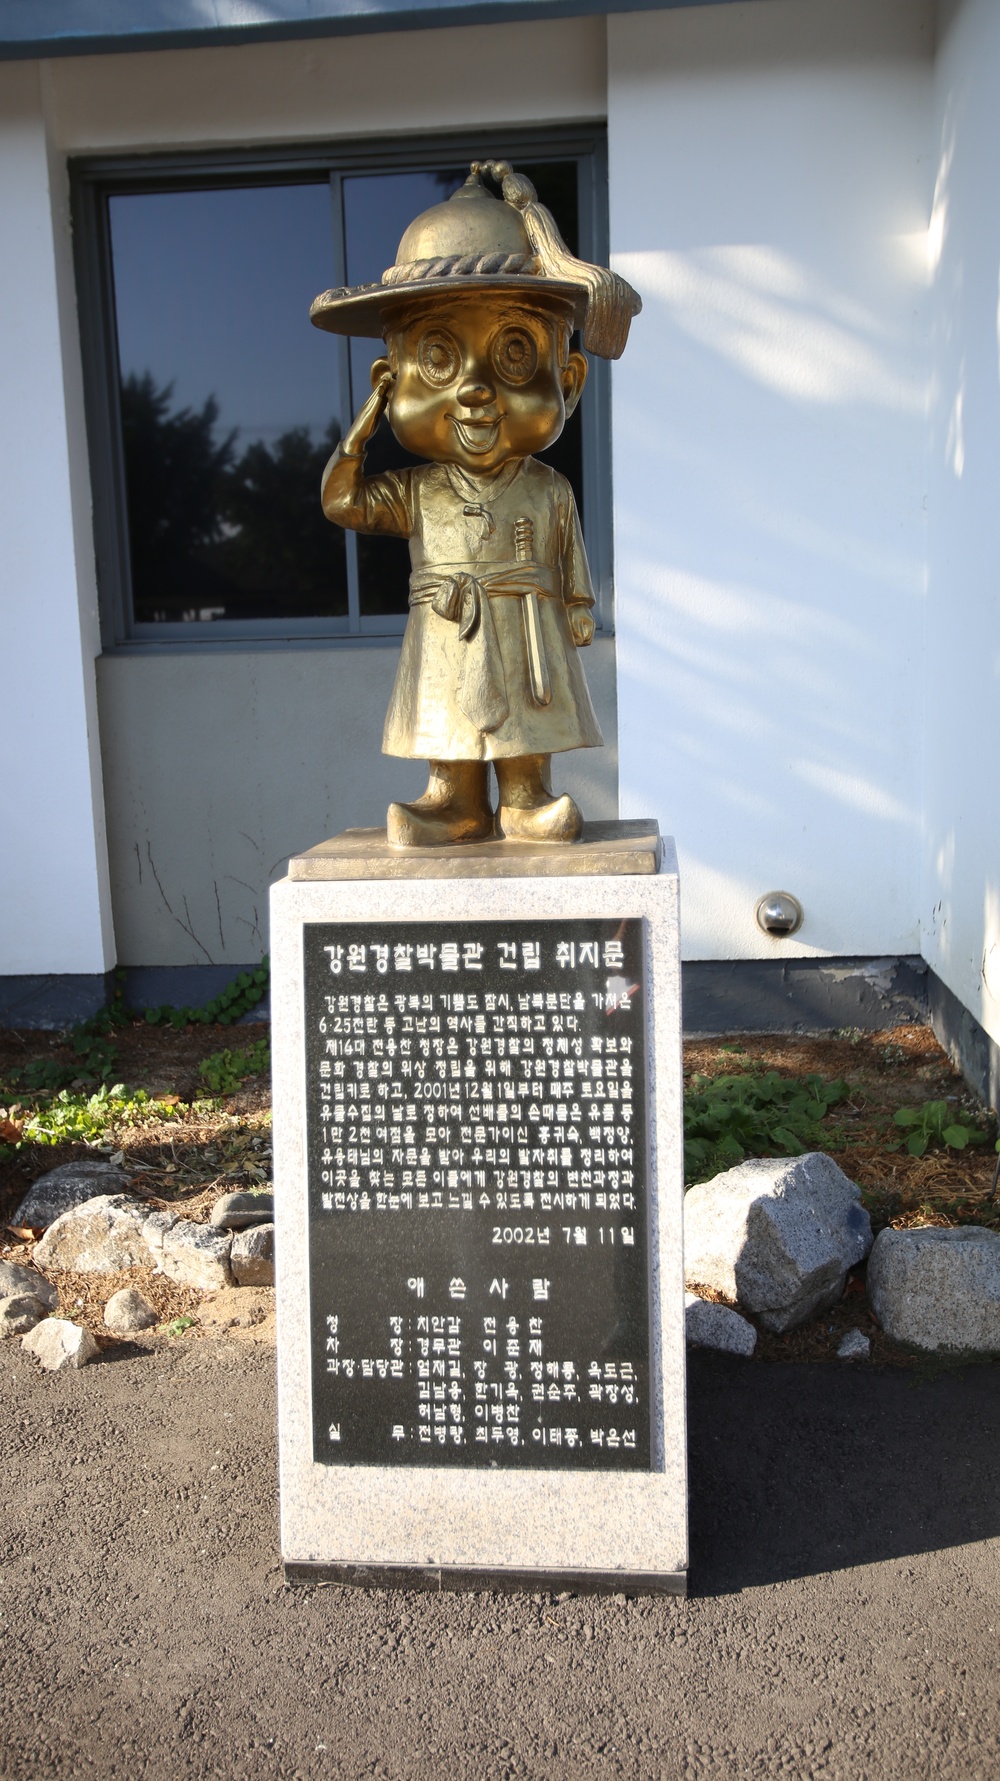 강원경찰박물관 건립 취지문
강원경찰은 광복의 기쁨도 잠시, 남북분단을 가져온
6·25전란 등 고난의 역사를 간직하고 있다.
제16대 전용찬 청장은 강원경찰의 정체성 확보와
문화 경찰의 위상 정립을 위해 강원경찰박물관을
건립키로 하고, 2001년12월1일부터 매주 토요일을
유물수집의 날로 정하여 선배들의 손때묻은 유품 등
1만 2천여점을 모아 전문가이신 홍귀숙, 백정양,
유용태님의 자문을 받아 우리의 발자취를 정리하여
이곳을 찾는 모든 이들에게 강원경찰의 변천과정과
발전상을 한눈에 보고 느낄 수 있도록 전시하게 되었다.
2002년 7월 11일
애 쓴 사 람
청 장 : 치안감 전용찬
차 장 : 경무관 이준재
과장·담당관 : 엄재길, 장 광, 정해룡, 옥도근,
김남웅, 한기옥, 권순주, 곽장성,
허남형, 이병찬
실 무 : 전병량, 최두영, 이태종, 박은선